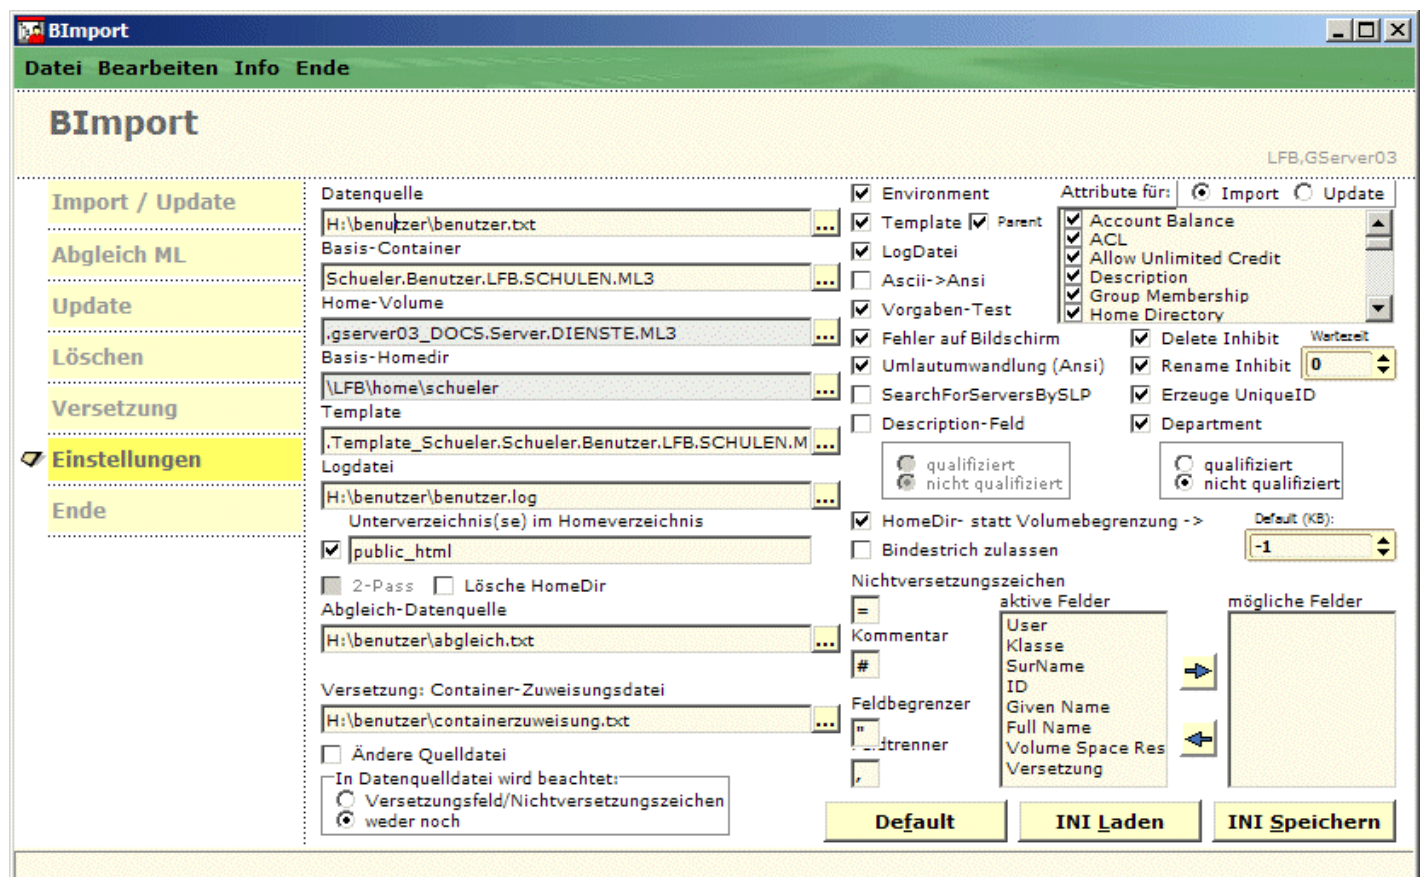 BImport
Datei Bearbeiten Info Ende
BImport
LFB,GServer03
Import / Update
Abgleich ML
Update
Löschen
Versetzung
Einstellungen
Ende
Datenquelle
H:\benutzer\benutzer.txt
...
Basis-Container
Schueler.Benutzer.LFB.SCHULEN.ML3
...
Home-Volume
.gserver03_DOCS.Server.DIENSTE.ML3
...
Basis-Homedir
\LFB\home\schueler
...
Template
.Template_Schueler.Schueler.Benutzer.LFB.SCHULEN.M
...
Logdatei
H:\benutzer\benutzer.log
...
Unterverzeichnis(se) im Homeverzeichnis
public_html
2-Pass Lösche HomeDir
Abgleich-Datenquelle
H:\benutzer\abgleich.txt
...
Versetzung: Container-Zuweisungsdatei
H:\benutzer\containerzuweisung.txt
...
Ändere Quelldatei
In Datenquelldatei wird beachtet:
Versetzungsfeld/Nichtversetzungszeichen
weder noch
Environment
Template Parent
LogDatei
Ascii->Ansi
Vorgaben-Test
Attribute für: Import Update
Account Balance
ACL
Allow Unlimited Credit
Description
Group Membership
Home Directory
Fehler auf Bildschirm
Umlautumwandlung (Ansi)
SearchForServersBySLP
Description-Feld
qualifiziert
nicht qualifiziert
Delete Inhibit
Wartezeit
Rename Inhibit
0
Erzeuge UniqueID
Department
qualifiziert
nicht qualifiziert
HomeDir- statt Volumebegrenzung ->
Default (KB):
-1
Bindestrich zulassen
Nichtversetzungszeichen
=
Kommentar
#
Feldbegrenzer
"
dtrenner
,
aktive Felder
User
Klasse
SurName
ID
Given Name
Full Name
Volume Space Res
Versetzung
mögliche Felder
Default
INI Laden
INI Speichern